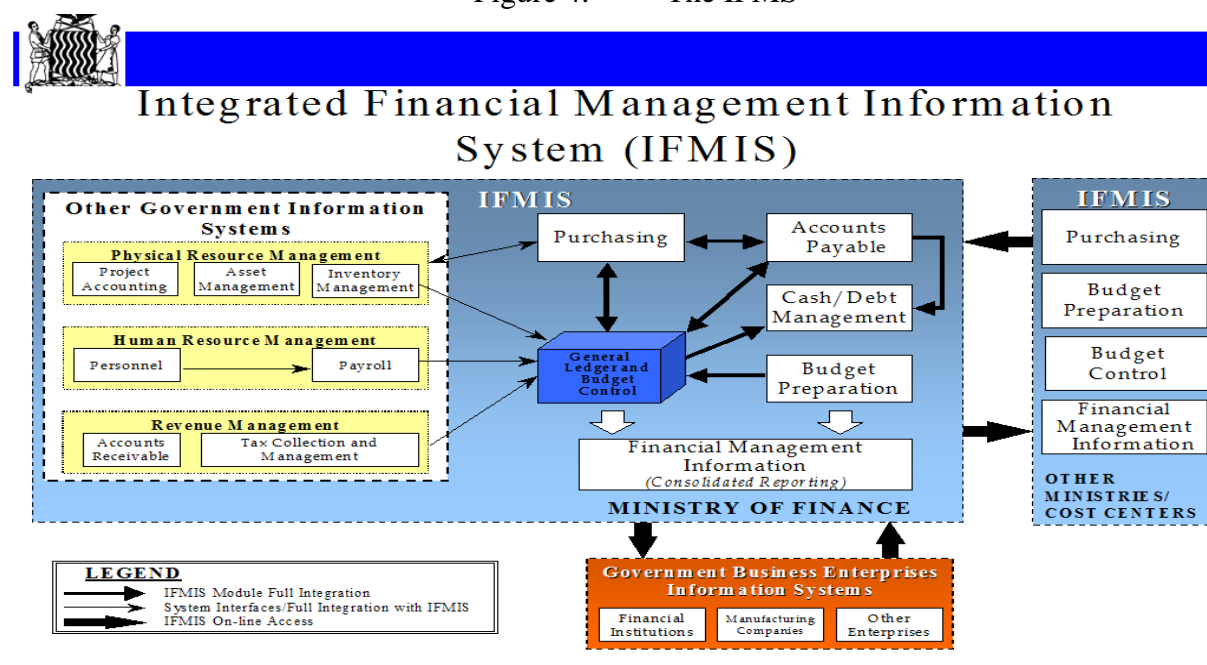 Figure 4. The IFMS
Integrated Financial Management Information
System (IFMIS)
Other Government Information
Systems
Physical Resource Management
Project
Accounting
Asset
Management
Inventory
Management
Human Resource Management
Personnel
Payroll
Revenue Management
Accounts
Receivable
Tax Collection and
Management
IFMIS
Purchasing
Accounts
Payable
Cash/Debt
Management
General
Ledger and
Budget
Control
Budget
Preparation
Financial Management
Information
(Consolidated Reporting)
MINISTRY OF FINANCE
IFMIS
Purchasing
Budget
Preparation
Budget
Control
Financial
Management
Information
OTHER
MINISTRIES/
COST CENTERS
LEGEND
IFMIS Module Full Integration
System Interfaces/Full Integration with IFMIS
IFMIS On-line Access
Government Business Enterprises
Information Systems
Financial
Institutions
Manufacturing
Companies
Other
Enterprises